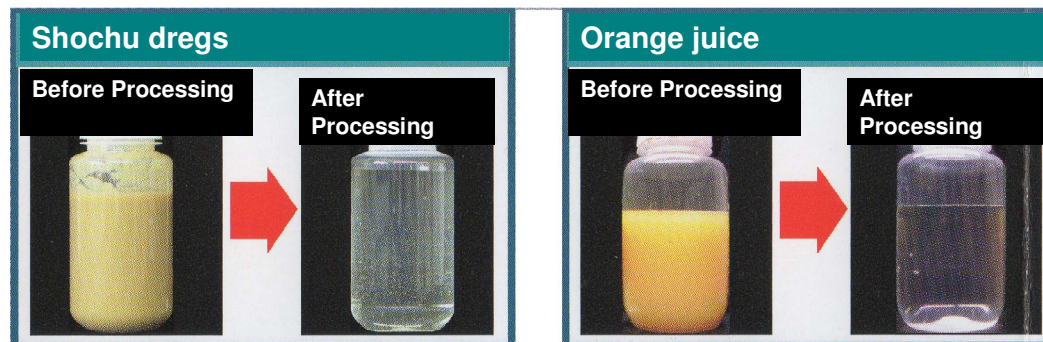 Shochu dregs
Before Processing
After
Processing
Orange juice
Before Processing
After
Processing